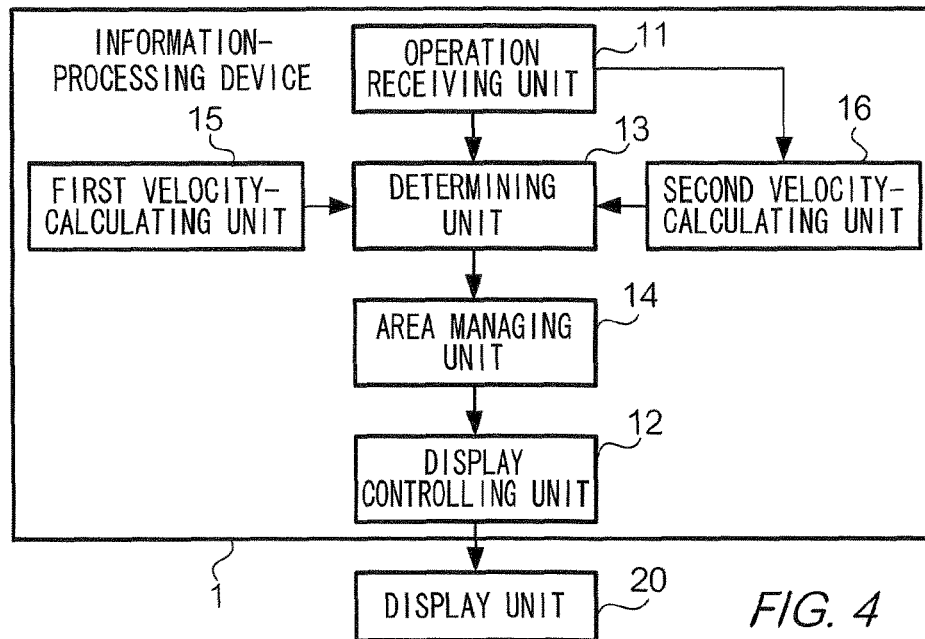 INFORMATION-
PROCESSING DEVICE
OPERATION
RECEIVING UNIT
11
15
13
16
FIRST VELOCITY-
CALCULATING UNIT
DETERMINING
UNIT
SECOND VELOCITY-
CALCULATING UNIT
14
AREA MANAGING
UNIT
12
DISPLAY
CONTROLLING UNIT
1
DISPLAY UNIT
20
FIG. 4